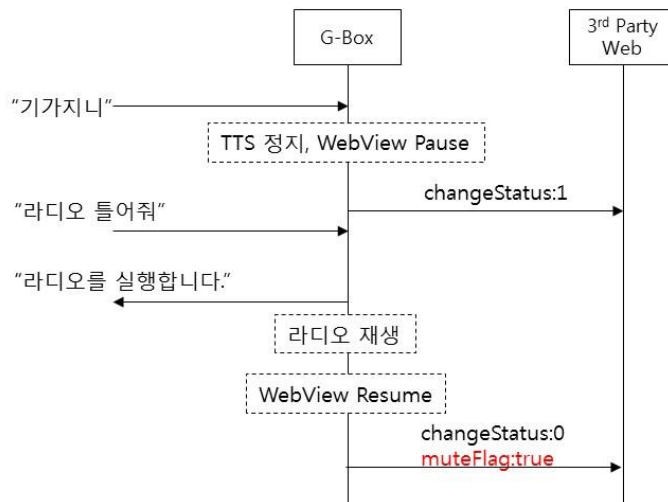 G-Box
3rd Party
Web
"기가지니"
TTS 정지, WebView Pause
changeStatus:1
"라디오 틀어줘"
"라디오를 실행합니다."
라디오 재생
WebView Resume
changeStatus:0
muteFlag:true